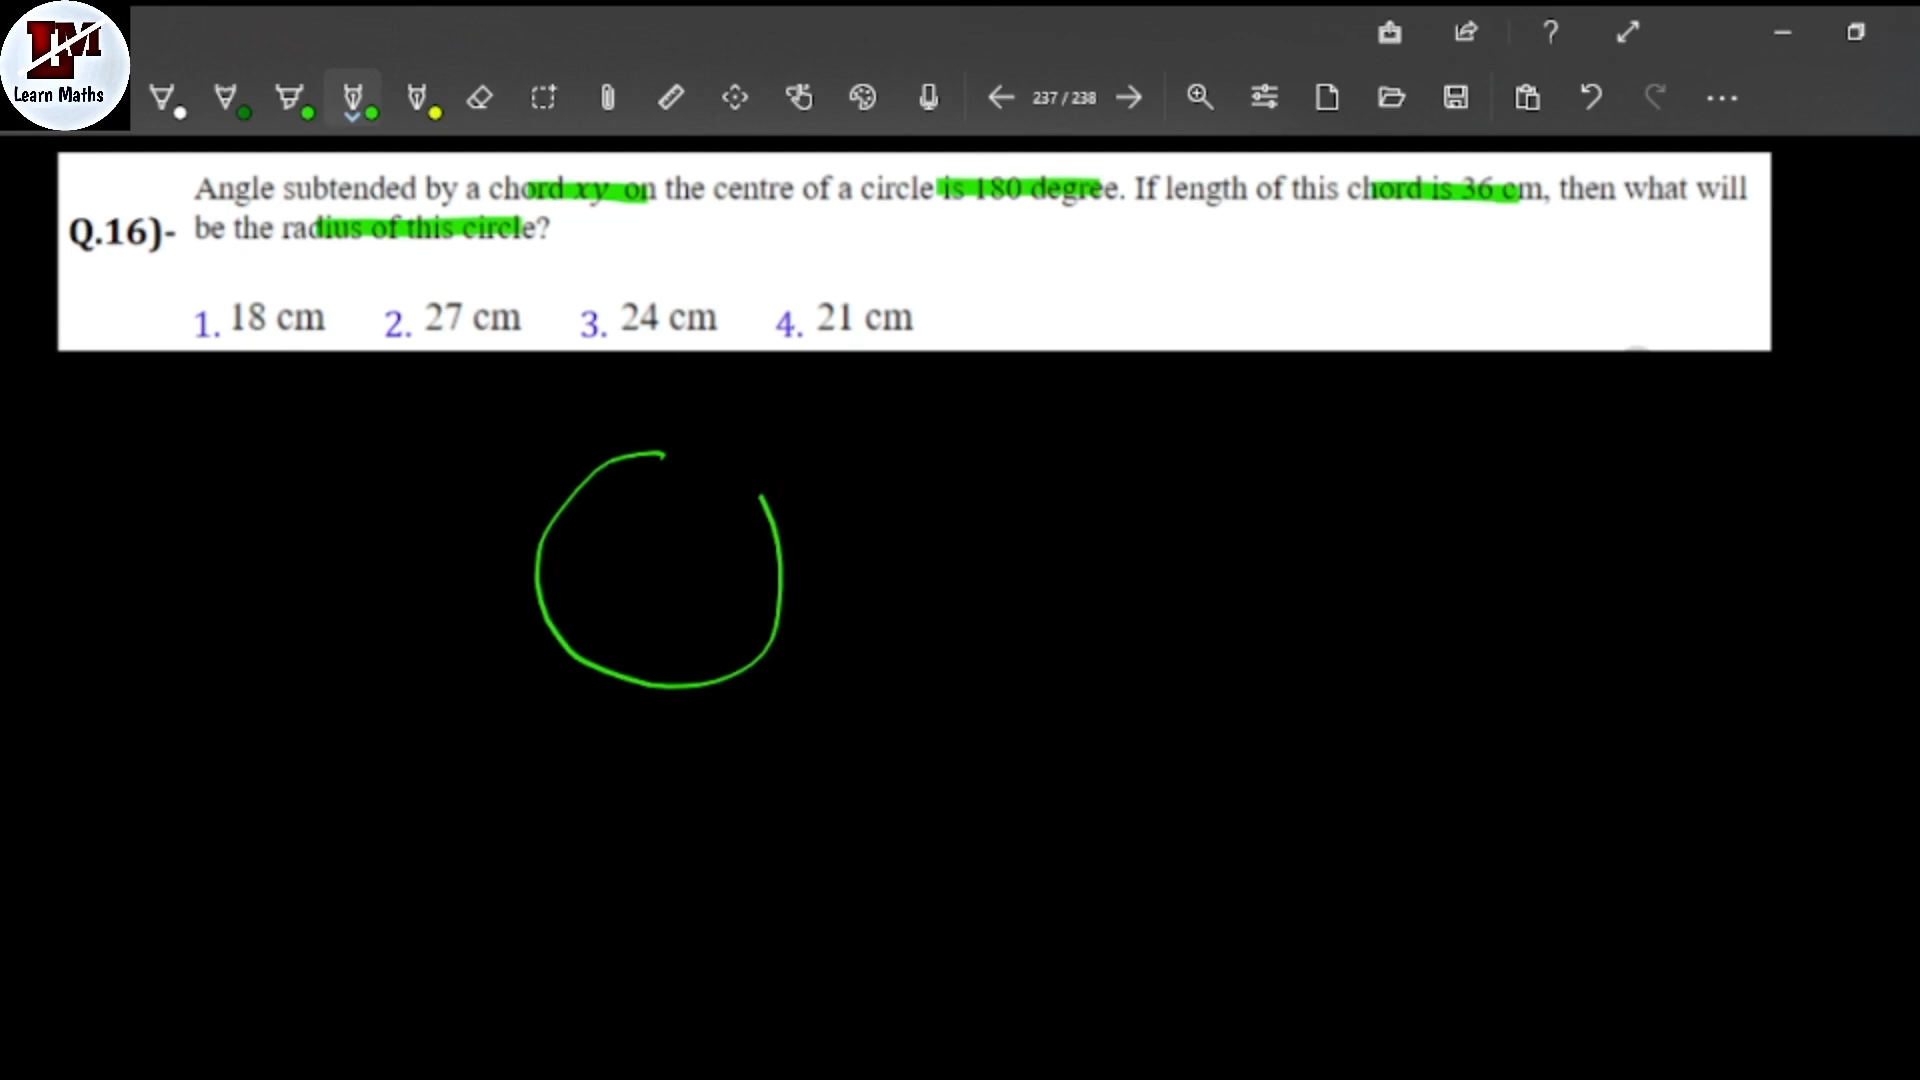 LM
Learn Maths
237 / 238
Angle subtended by a chord xy on the centre of a circle is 180 degree. If length of this chord is 36 cm, then what will
Q.16)- be the radius of this circle?
1. 18 cm 2. 27 cm 3. 24 cm 4. 21 cm